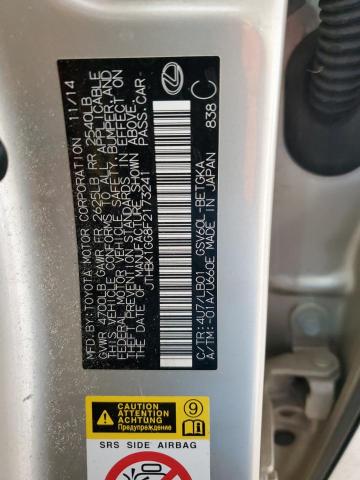 MFD.BY:TOYOTA MOTOR CORPORATION 11/14
GVWR 4700LB GAWR FR 2625LB RR 2540LB
THIS VEHICLE CONFORMS TO ALL APPLICABLE
FEDERAL MOTOR VEHICLE SAFETY, BUMPER, AND
THEFT PREVENTION STANDARDS IN EFFECT
ON THE DATE OF MANUFACTURE SHOWN ABOVE.
JTHBK1GG8F2173241 PASS.CAR
C/TR:4U7/LB01 GSV60L-BETGKA
A/TM:-01A/U660E MADE IN JAPAN 838 C
CAUTION
ATTENTION
ACHTUNG
Предупреждение
9
SRS SIDE AIRBAG